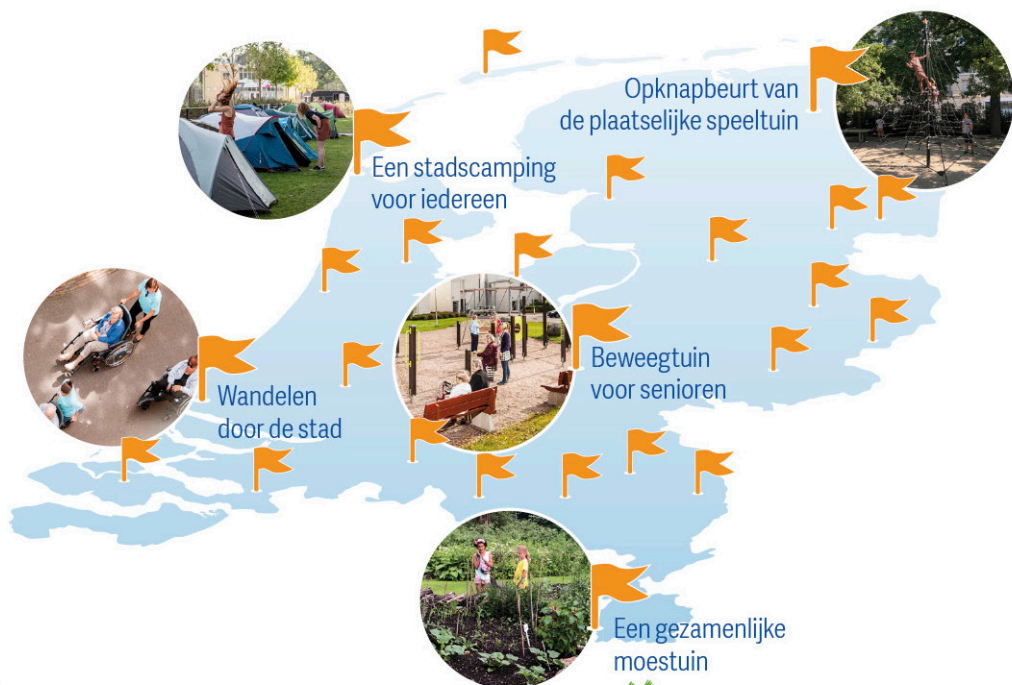 Opknapbeurt van
de plaatselijke speeltuin
Een stadscamping
voor iedereen
Beweegtuin
voor senioren
Wandelen
door de stad
Een gezamenlijke
moestuin